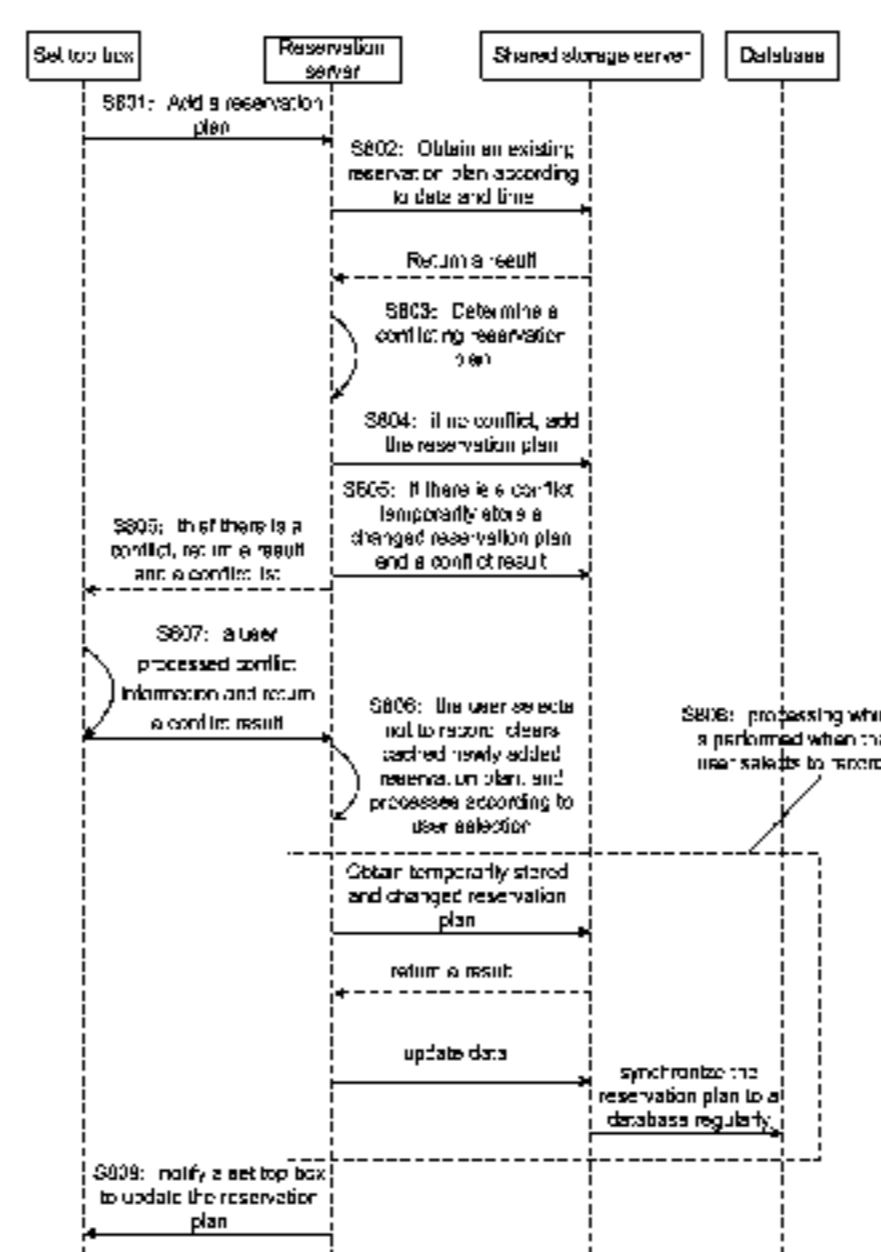 Set top box
Reservation
server
Shared storage server
Database
S801: Add a reservation
plan
S802: Obtain an existing
reservation plan according
to date and time
Return a result
S803: Determine a
conflicting reservation
plan
S804: if no conflict, add
the reservation plan
S805: if there is a conflict
temporarily store a
changed reservation plan
and a conflict result
there is a
conflict, return a result
and a conflict list
S807: a user
processed conflict
information and return
a conflict result
the user selects
not to record, clears
cached newly added
reservation plan, and
processes according to
user selection
S808: processing
is performed when the
user selects to record
Obtain temporarily stored
and changed reservation
plan
return a result
update data
synchronize the
reservation plan to a
database regularly
S809: notify a set top box
to update the reservation
plan